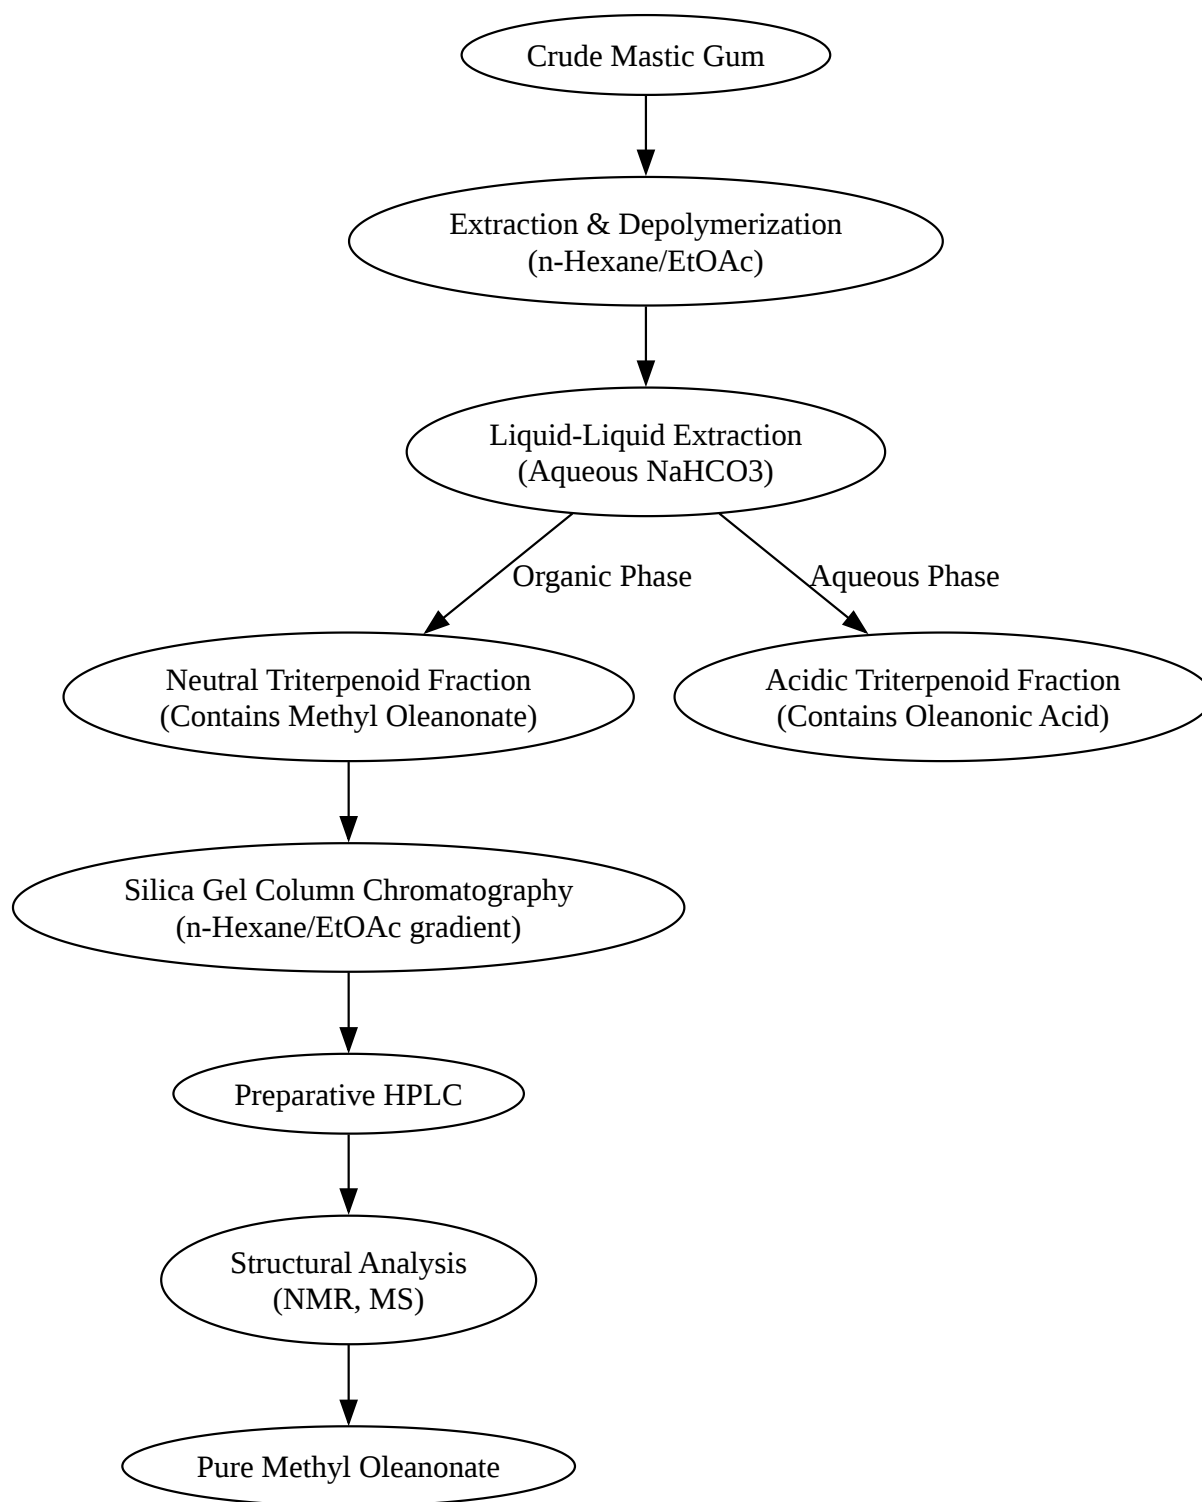 Crude Mastic Gum
Extraction & Depolymerization
(n-Hexane/EtOAc)
Liquid-Liquid Extraction
(Aqueous NaHCO3)
Organic Phase
Aqueous Phase
Neutral Triterpenoid Fraction
(Contains Methyl Oleanonate)
Acidic Triterpenoid Fraction
(Contains Oleanonic Acid)
Silica Gel Column Chromatography
(n-Hexane/EtOAc gradient)
Preparative HPLC
Structural Analysis
(NMR, MS)
Pure Methyl Oleanonate